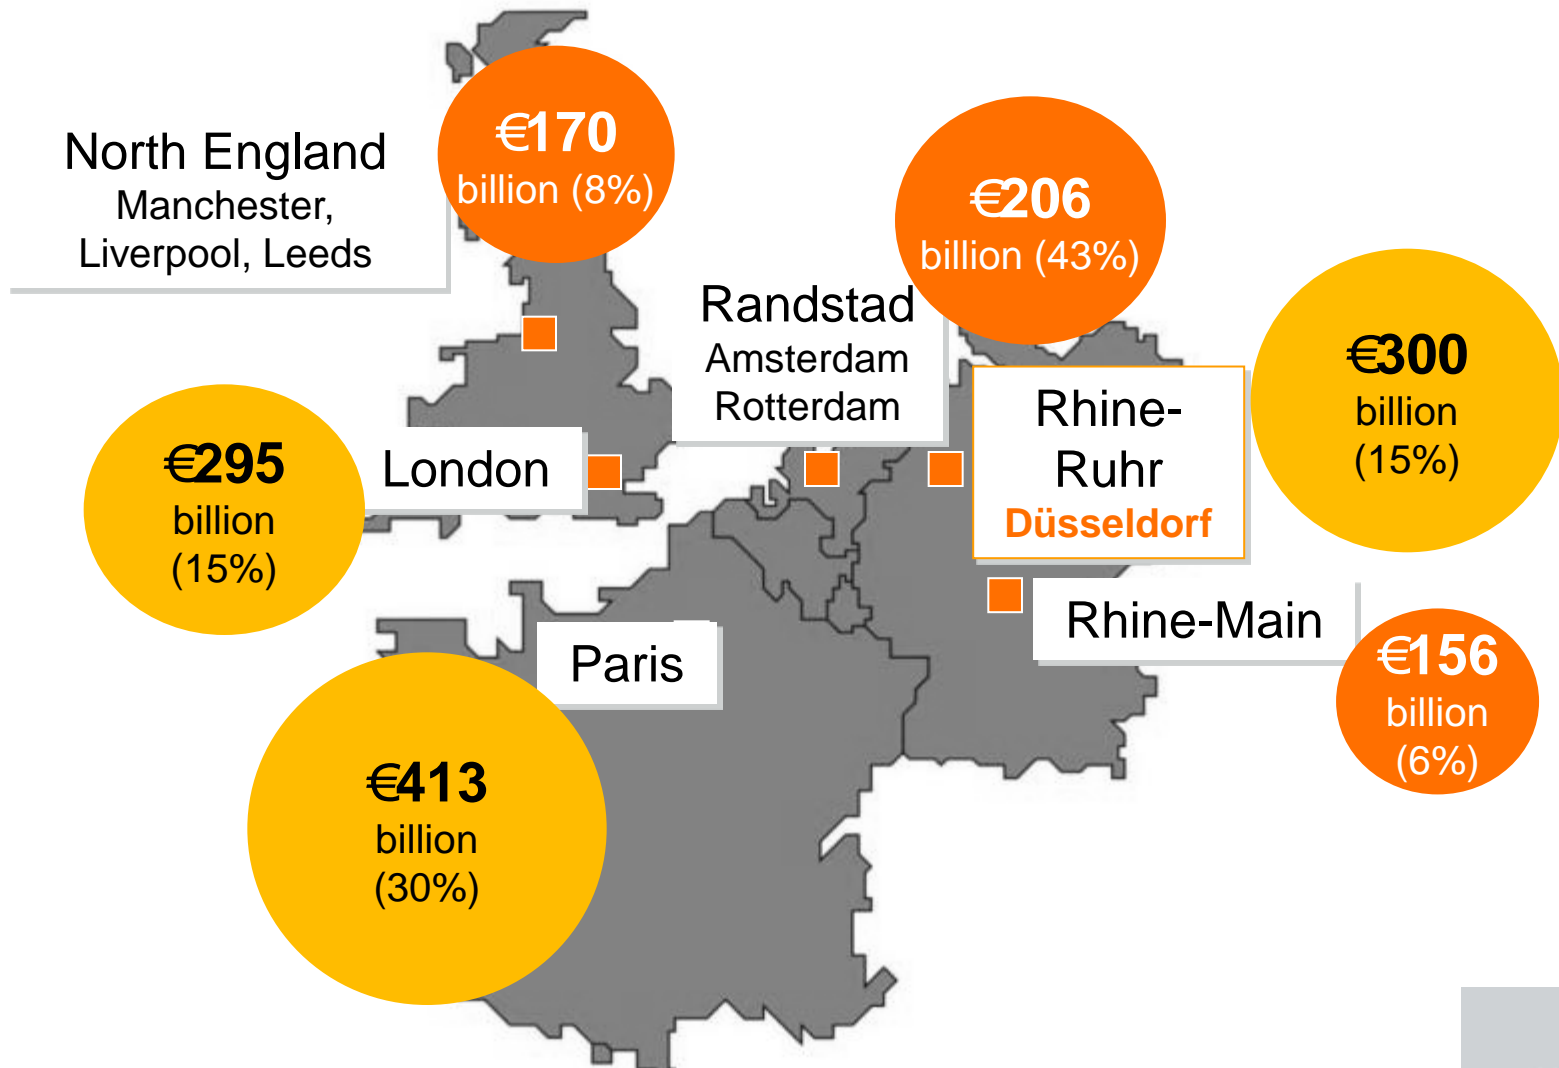 North England
Manchester,
Liverpool, Leeds
€170
billion (8%)
€206
billion (43%)
Randstad
Amsterdam
Rotterdam
€300
billion
(15%)
Rhine-
Ruhr
Düsseldorf
€295
billion
(15%)
London
Rhine-Main
€156
billion
(6%)
Paris
€413
billion
(30%)